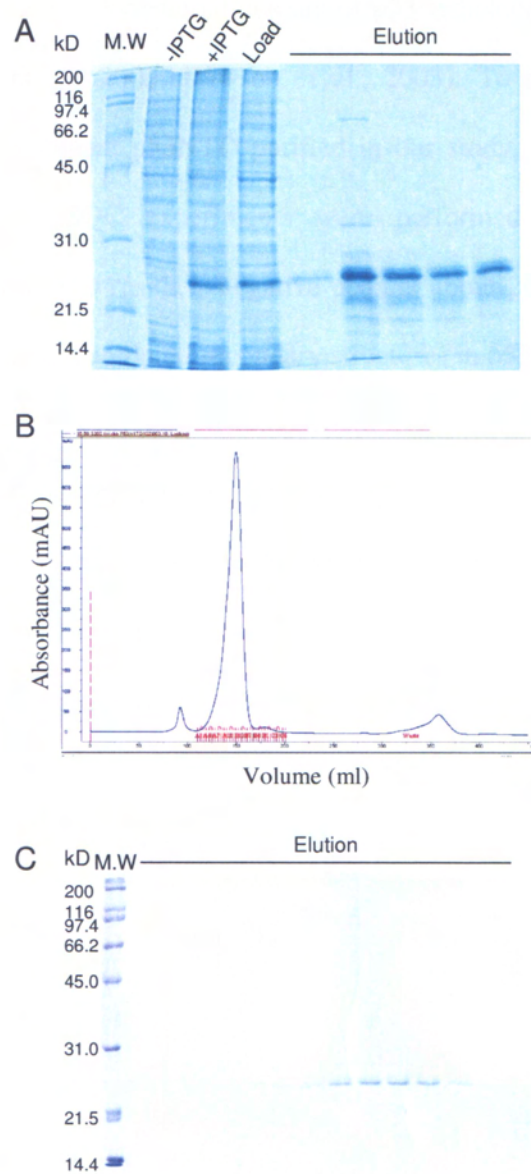 A
kD M.W -IPTG +IPTG Load Elution
200
116
97.4
66.2
45.0
31.0
21.5
14.4
B
Absorbance (mAU)
Volume (ml)
C
kD M.W Elution
200
116
97.4
66.2
45.0
31.0
21.5
14.4